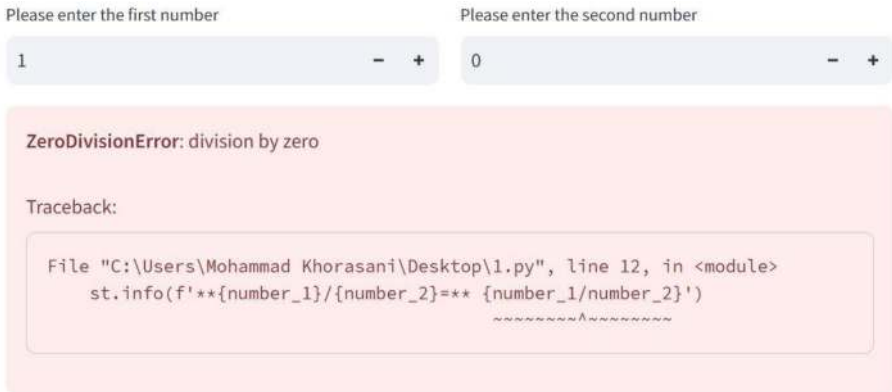 Please enter the first number
Please enter the second number
1 - +
0 - +
ZeroDivisionError: division by zero
Traceback:
File "C:\Users\Mohammad Khorasani\Desktop\1.py", line 12, in <module>
    st.info(f'**{number_1}/{number_2}=** {number_1/number_2}')
                                          ~~~~~~~~^~~~~~~~~